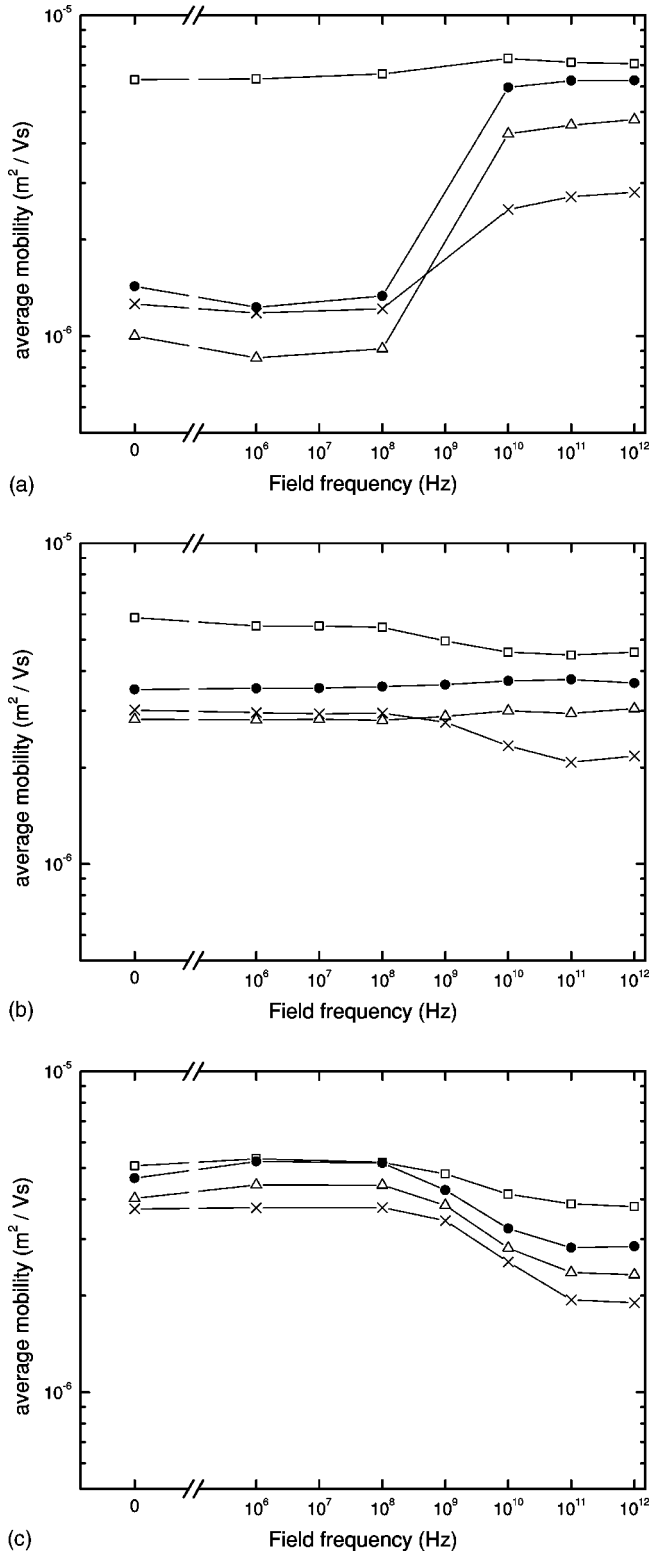 10⁻⁵
average mobility (m² / Vs)
10⁻⁶
0 10⁶ 10⁷ 10⁸ 10⁹ 10¹⁰ 10¹¹ 10¹²
(a) Field frequency (Hz)
10⁻⁵
average mobility (m² / Vs)
10⁻⁶
0 10⁶ 10⁷ 10⁸ 10⁹ 10¹⁰ 10¹¹ 10¹²
(b) Field frequency (Hz)
10⁻⁵
average mobility (m² / Vs)
10⁻⁶
0 10⁶ 10⁷ 10⁸ 10⁹ 10¹⁰ 10¹¹ 10¹²
(c) Field frequency (Hz)